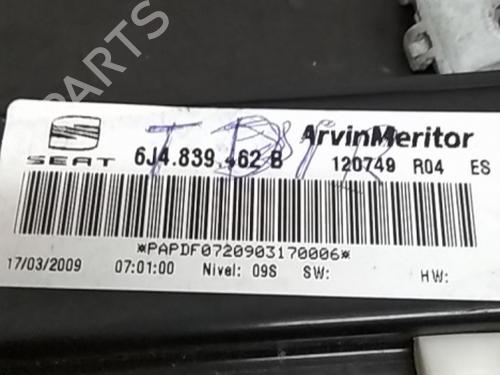 PARTS
ArvinMeritor
SEAT 6J4.839.462 B 120749 R04 ES
*PAPDF0720903170006*
17/03/2009 07:01:00 Nivel: 09S SW: HW: